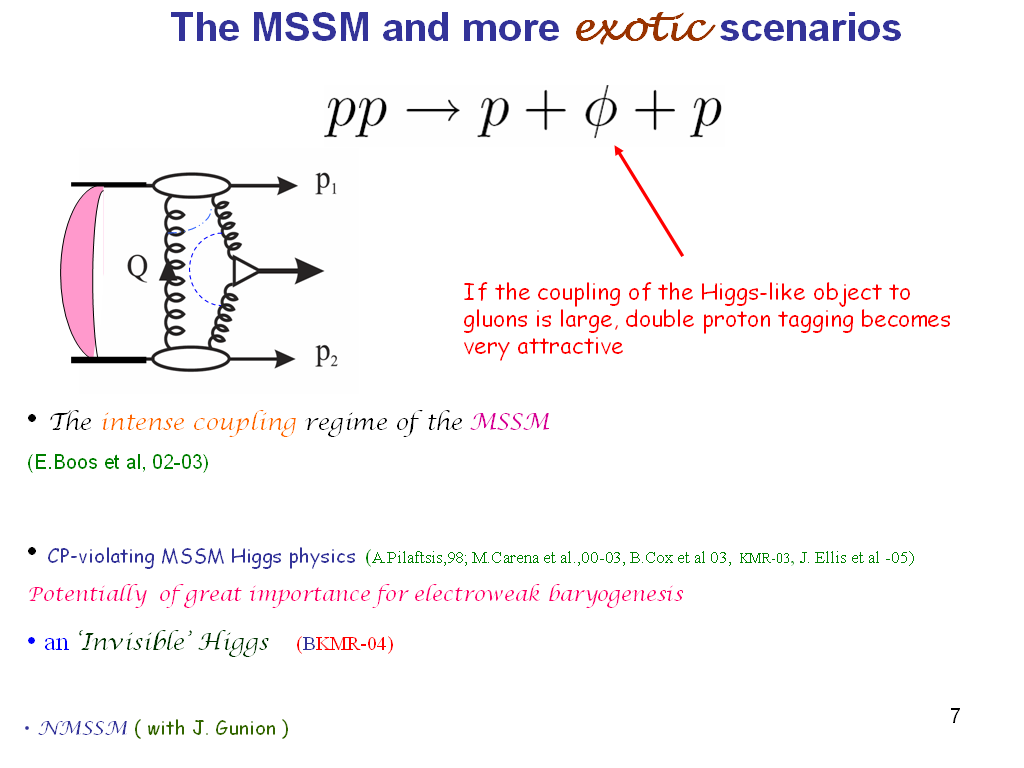 The MSSM and more exotic scenarios
pp → p + ϕ + p
p1
Q
p2
If the coupling of the Higgs-like object to
gluons is large, double proton tagging becomes
very attractive
• The intense coupling regime of the MSSM
(E.Boos et al, 02-03)
• CP-violating MSSM Higgs physics (A.Pilaftsis,98; M.Carena et al.,00-03, B.Cox et al 03, KMR-03, J. Ellis et al -05)
Potentially of great importance for electroweak baryogenesis
• an ‘Invisible’ Higgs (BKMR-04)
• NMSSM ( with J. Gunion )
7